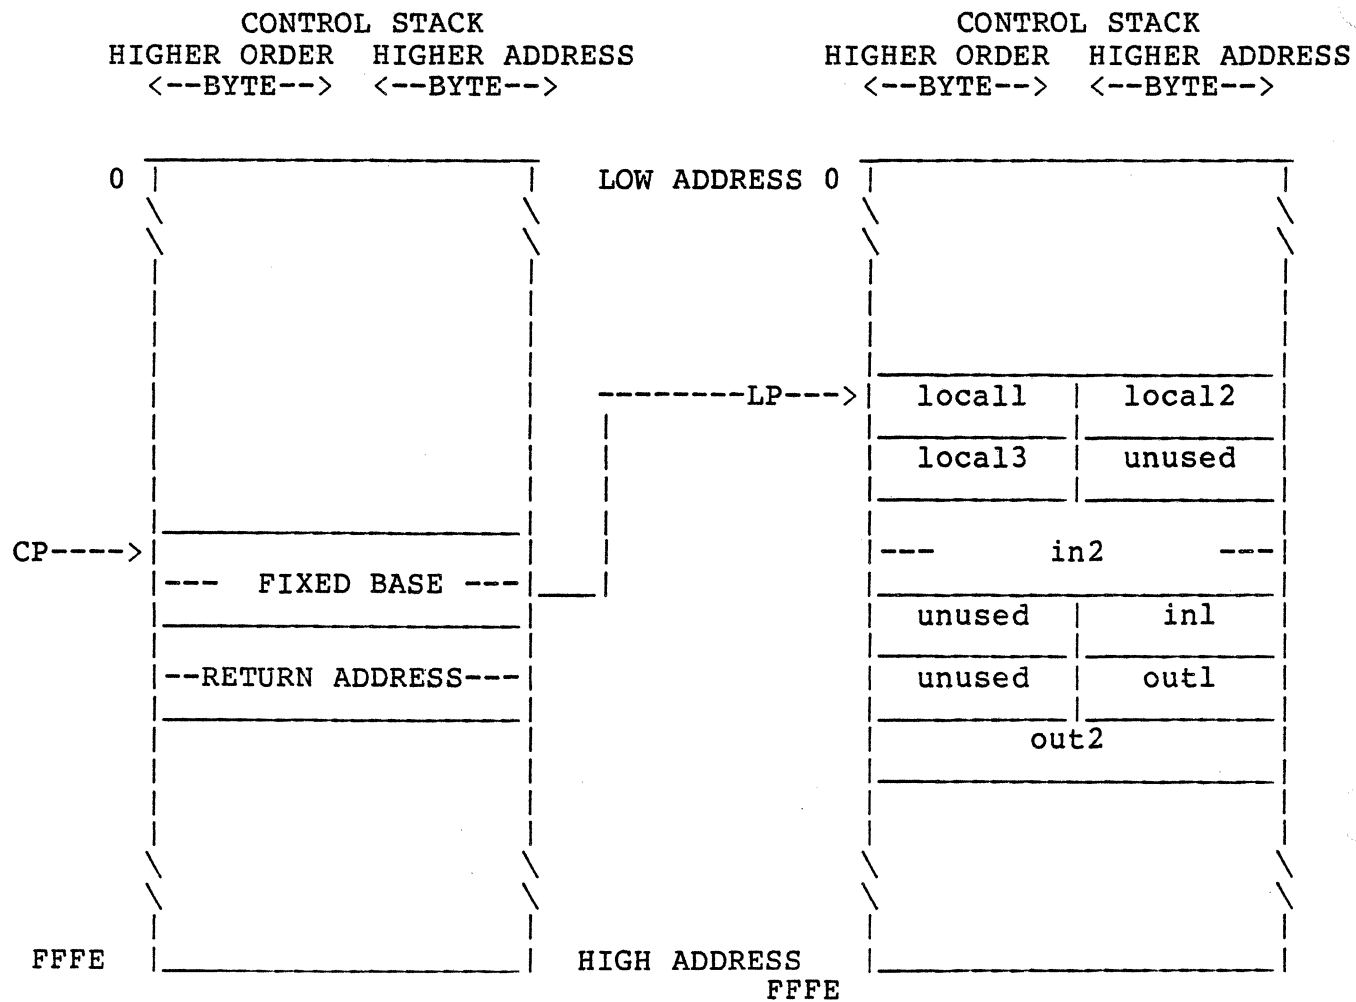 CONTROL STACK CONTROL STACK
HIGHER ORDER HIGHER ADDRESS HIGHER ORDER HIGHER ADDRESS
<--BYTE--> <--BYTE--> <--BYTE--> <--BYTE-->
0 LOW ADDRESS 0
--------LP---> local1 local2
local3 unused
CP----> --- in2 ---
--- FIXED BASE ---
unused in1
--RETURN ADDRESS--- unused out1
out2
FFFE HIGH ADDRESS
FFFE